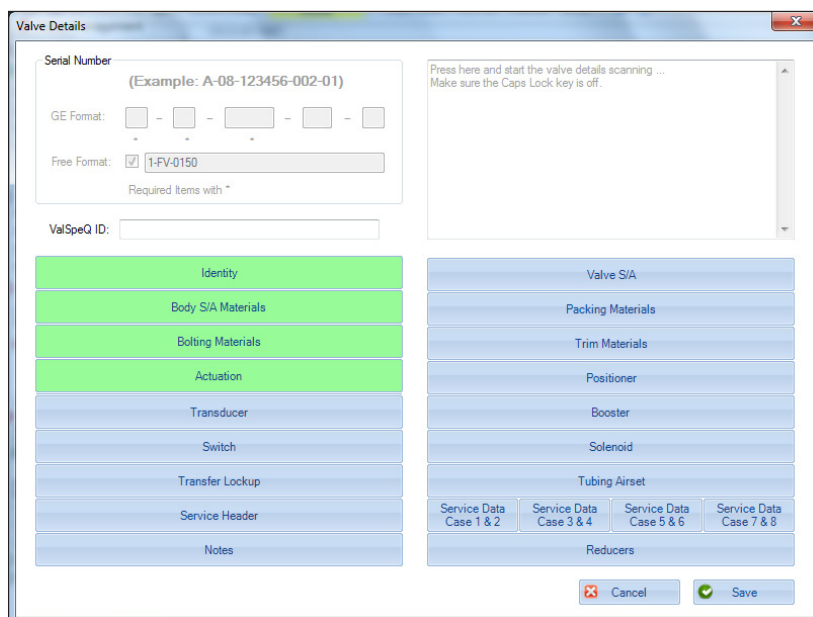 Valve Details
Serial Number
(Example: A-08-123456-002-01)
GE Format: - - - -
* * *
Free Format: 1-FV-0150
Required Items with *
ValSpeQ ID:
Press here and start the valve details scanning ...
Make sure the Caps Lock key is off.
Identity
Body S/A Materials
Bolting Materials
Actuation
Transducer
Switch
Transfer Lockup
Service Header
Notes
Valve S/A
Packing Materials
Trim Materials
Positioner
Booster
Solenoid
Tubing Airset
Service Data
Case 1 & 2
Service Data
Case 3 & 4
Service Data
Case 5 & 6
Service Data
Case 7 & 8
Reducers
Cancel
Save